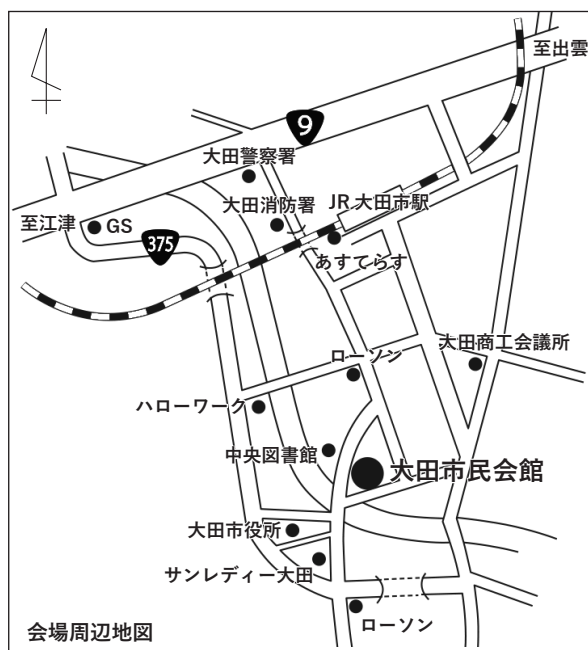 至出雲
9
大田警察署
大田消防署
JR 大田市駅
至江津
GS
375
あすてらす
大田商工会議所
ローソン
ハローワーク
中央図書館
大田市民会館
大田市役所
サンレディー大田
ローソン
会場周辺地図